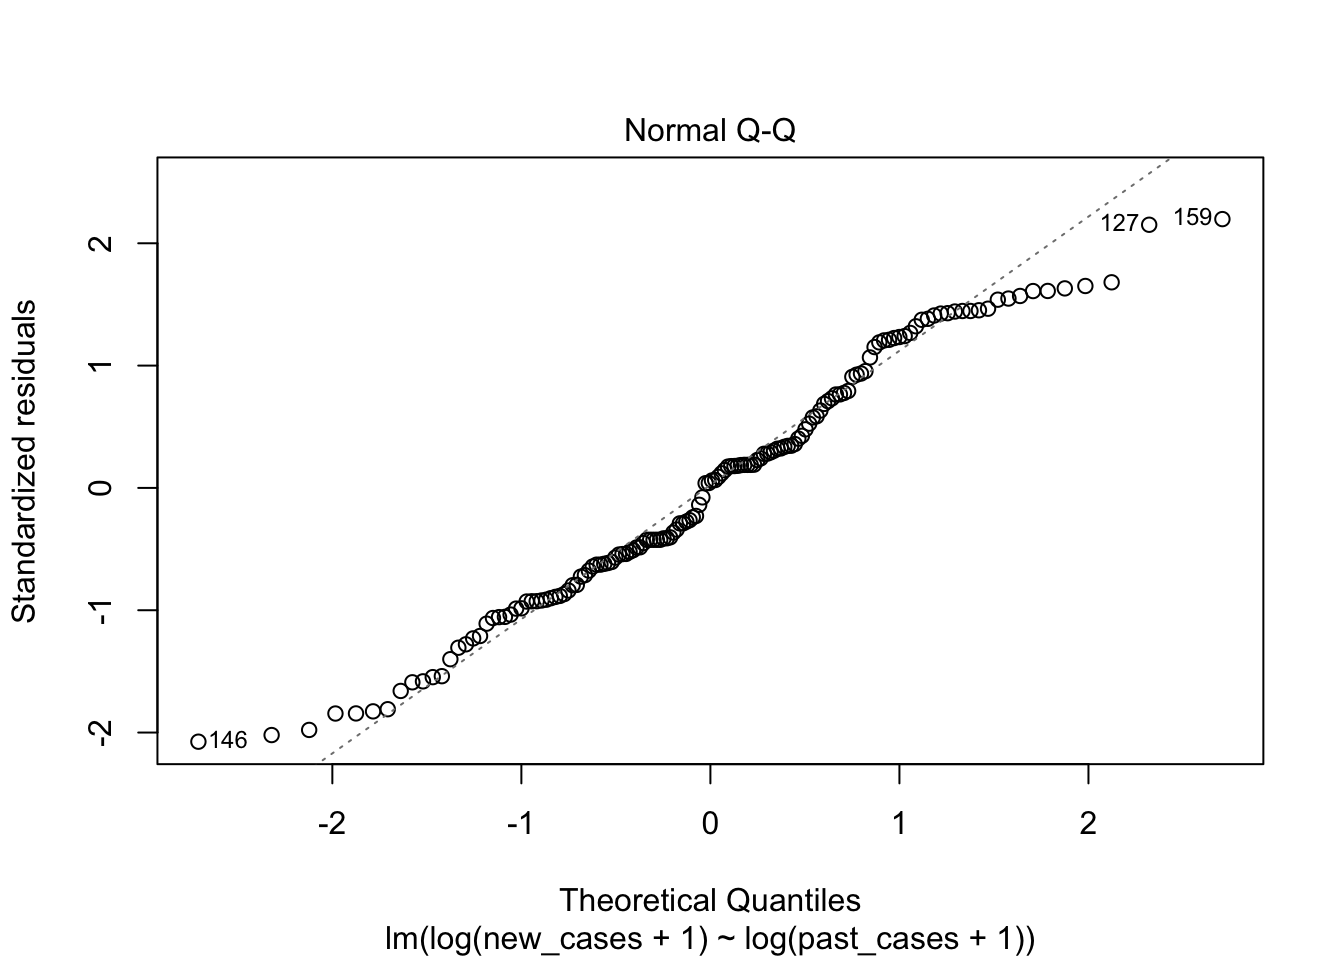 Normal Q-Q
Standardized residuals
2
1
0
-1
-2
127
159
146
-2 -1 0 1 2
Theoretical Quantiles
lm(log(new_cases + 1) ~ log(past_cases + 1))